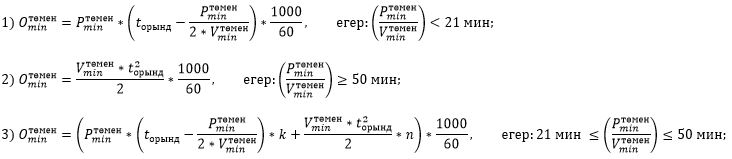 1) O_min^төмен = P_min^төмен * (t_орынд − P_min^төмен / (2 * V_min^төмен)) * 1000/60, егер: (P_min^төмен / V_min^төмен) < 21 мин;
2) O_min^төмен = (V_min^төмен * t_орынд^2) / 2 * 1000/60, егер: (P_min^төмен / V_min^төмен) ≥ 50 мин;
3) O_min^төмен = (P_min^төмен * (t_орынд − P_min^төмен / (2 * V_min^төмен)) * k + (V_min^төмен * t_орынд^2) / 2 * n) * 1000/60, егер: 21 мин ≤ (P_min^төмен / V_min^төмен) ≤ 50 мин;